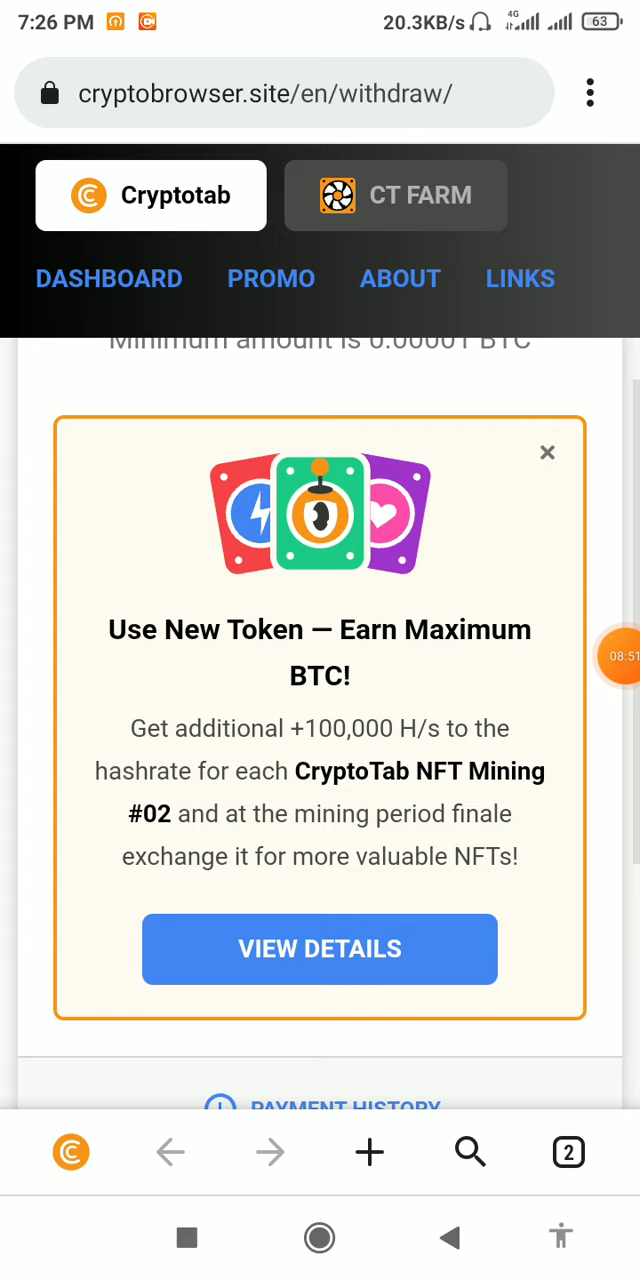 7:26 PM 20.3KB/s 4G 63
cryptobrowser.site/en/withdraw/
Cryptotab CT FARM
DASHBOARD PROMO ABOUT LINKS
Minimum amount is 0.00001 BTC
Use New Token — Earn Maximum
BTC!
Get additional +100,000 H/s to the
hashrate for each CryptoTab NFT Mining
#02 and at the mining period finale
exchange it for more valuable NFTs!
VIEW DETAILS
08:51
PAYMENT HISTORY
2